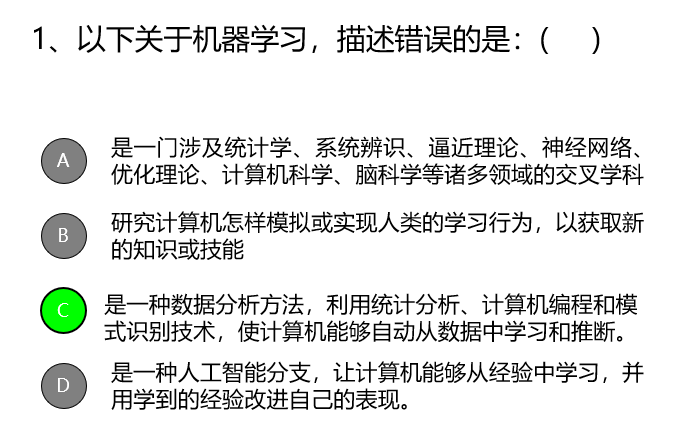 1、以下关于机器学习，描述错误的是：(     )
A 是一门涉及统计学、系统辨识、逼近理论、神经网络、
优化理论、计算机科学、脑科学等诸多领域的交叉学科
B 研究计算机怎样模拟或实现人类的学习行为，以获取新
的知识或技能
C 是一种数据分析方法，利用统计分析、计算机编程和模
式识别技术，使计算机能够自动从数据中学习和推断。
D 是一种人工智能分支，让计算机能够从经验中学习，并
用学到的经验改进自己的表现。